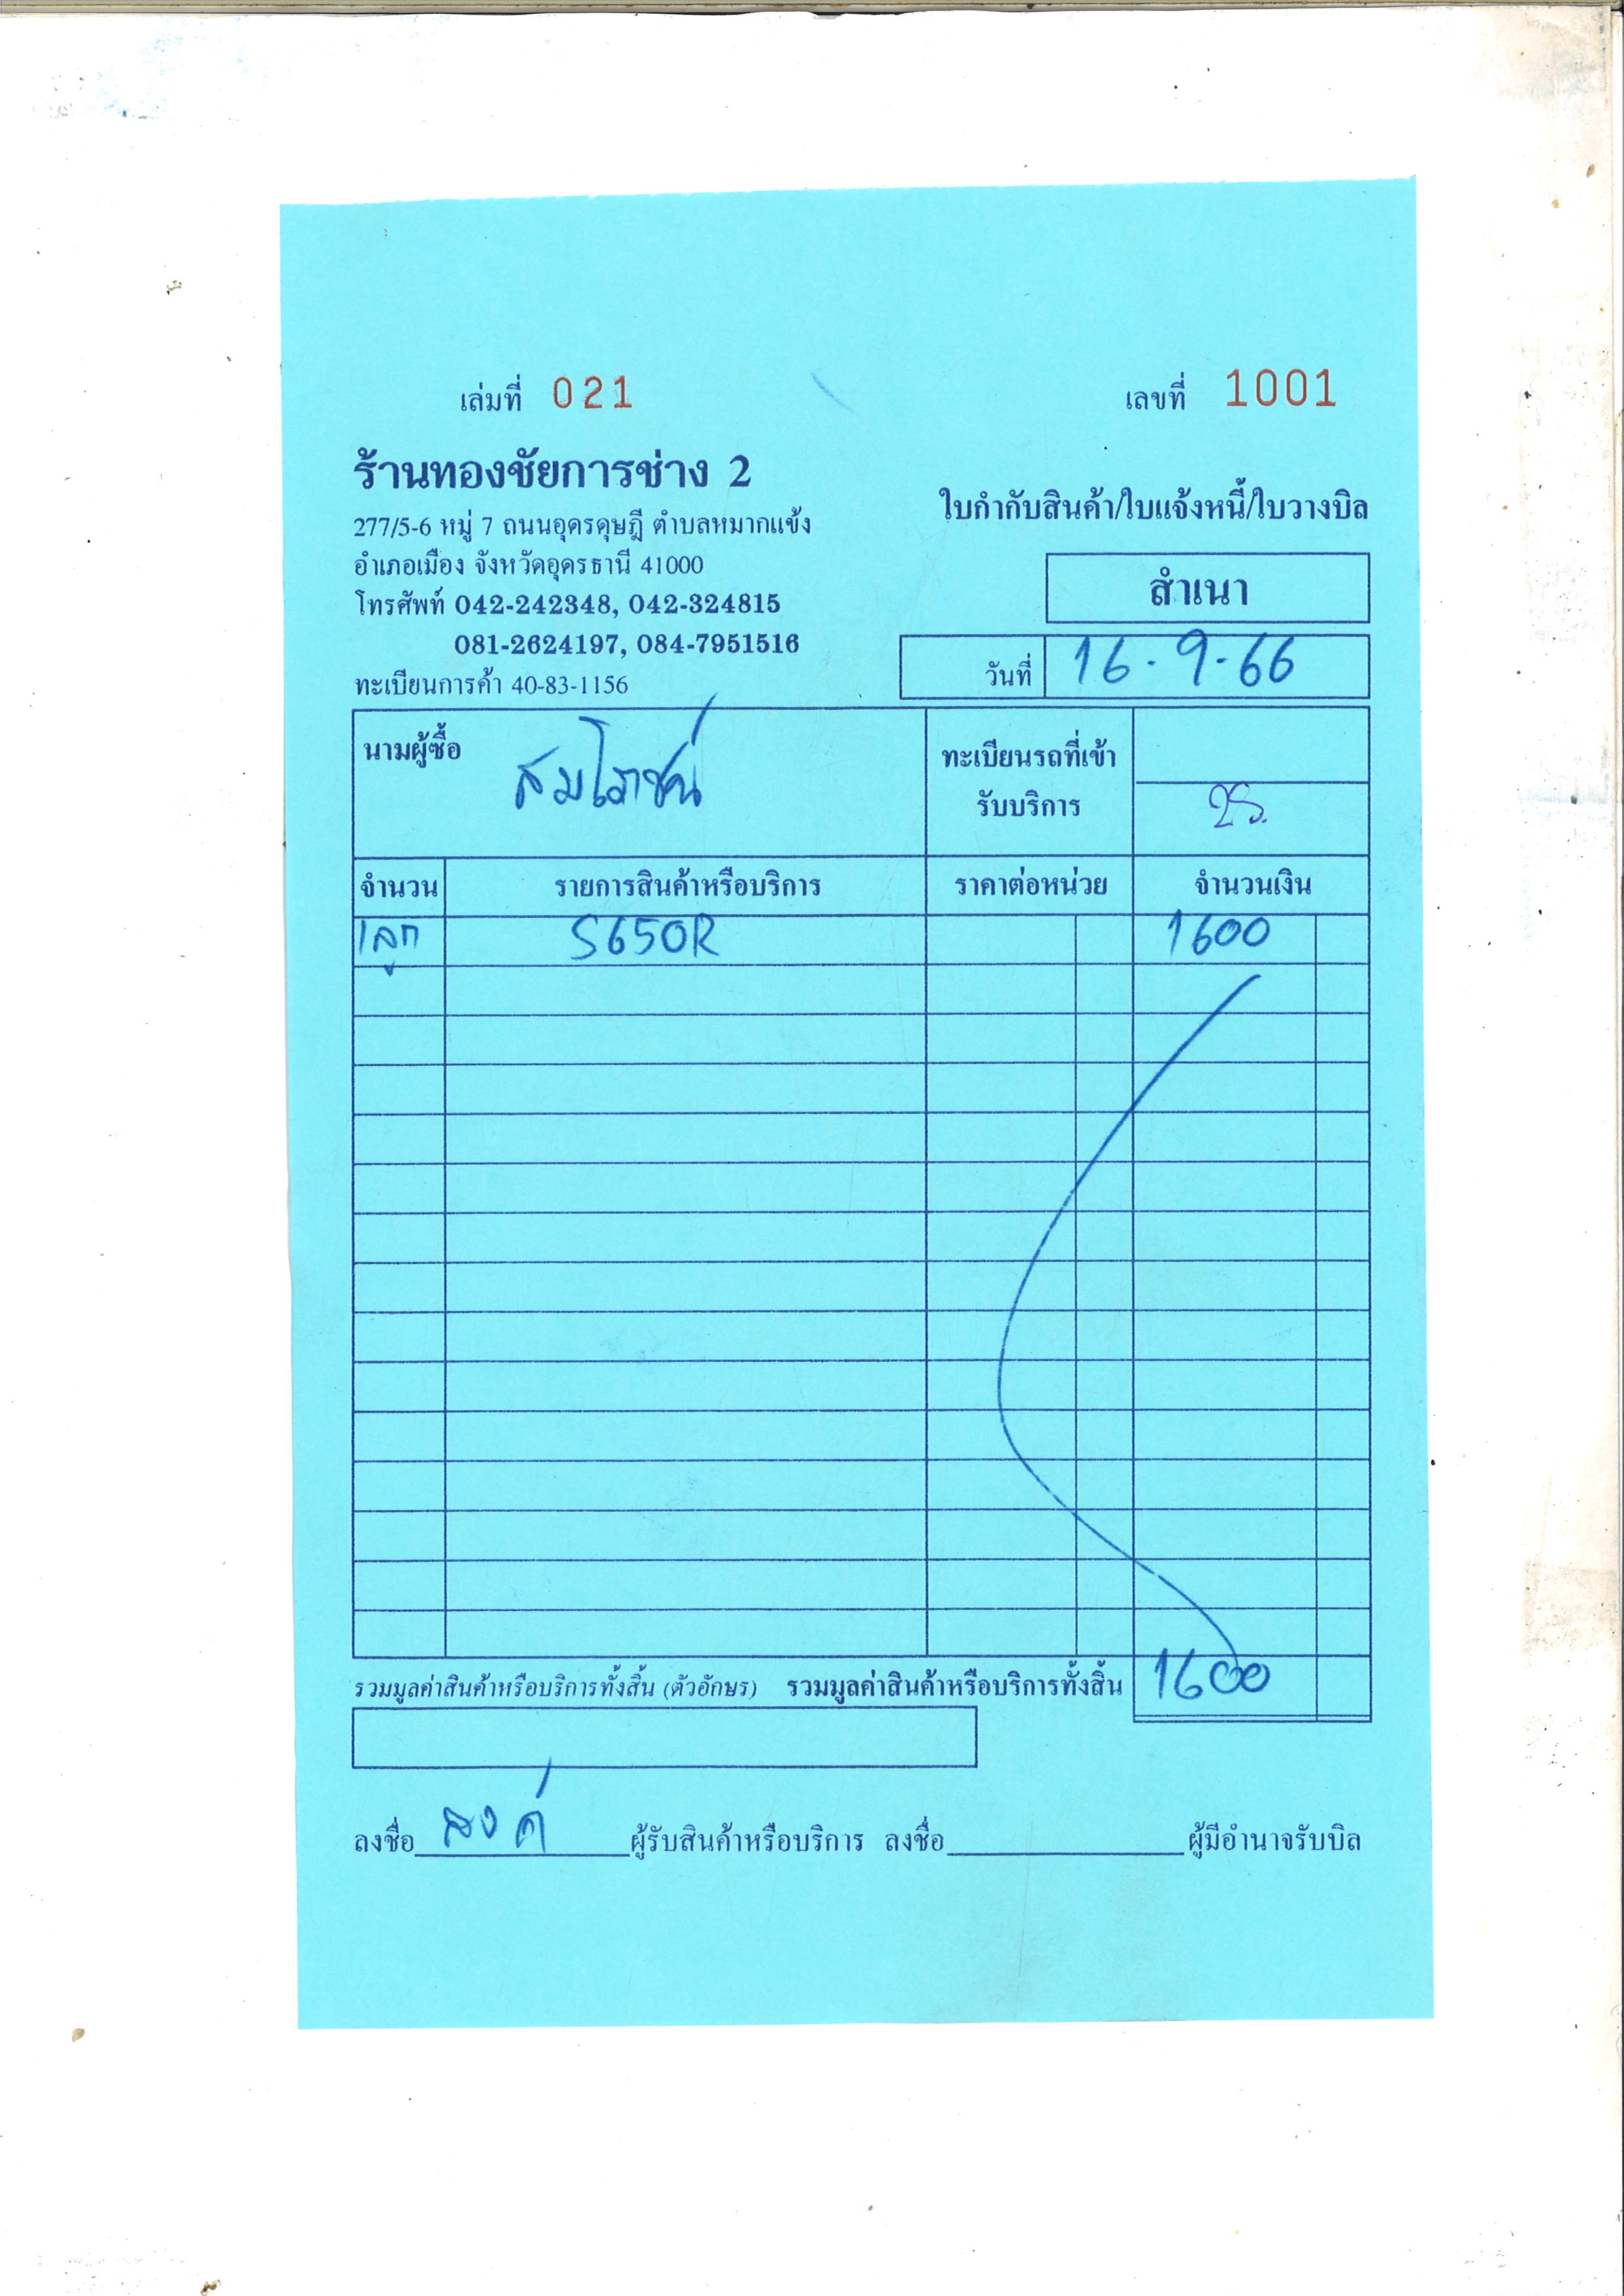 เล่มที่ 021
เลขที่ 1001
ร้านทองชัยการช่าง 2
277/5-6 หมู่ 7 ถนนอุดรดุษฎี ตำบลหมากแข้ง
อำเภอเมือง จังหวัดอุดรธานี 41000
โทรศัพท์ 042-242348, 042-324815
081-2624197, 084-7951516
ทะเบียนการค้า 40-83-1156
ใบกำกับสินค้า/ใบแจ้งหนี้/ใบวางบิล
สำเนา
วันที่ 16-9-66
นามผู้ซื้อ
ทะเบียนรถที่เข้า
รับบริการ
จำนวน รายการสินค้าหรือบริการ ราคาต่อหน่วย จำนวนเงิน
1 ลูก S650R 1600
รวมมูลค่าสินค้าหรือบริการทั้งสิ้น (ตัวอักษร) รวมมูลค่าสินค้าหรือบริการทั้งสิ้น 1600
ลงชื่อ ผู้รับสินค้าหรือบริการ ลงชื่อ ผู้มีอำนาจรับบิล